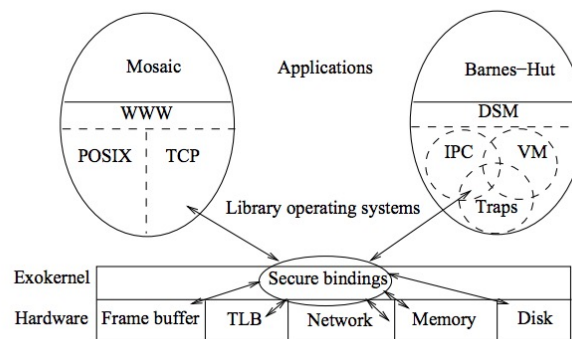 Mosaic
Applications
Barnes−Hut
WWW
DSM
POSIX
TCP
IPC
VM
Traps
Library operating systems
Exokernel
Secure bindings
Hardware
Frame buffer
TLB
Network
Memory
Disk